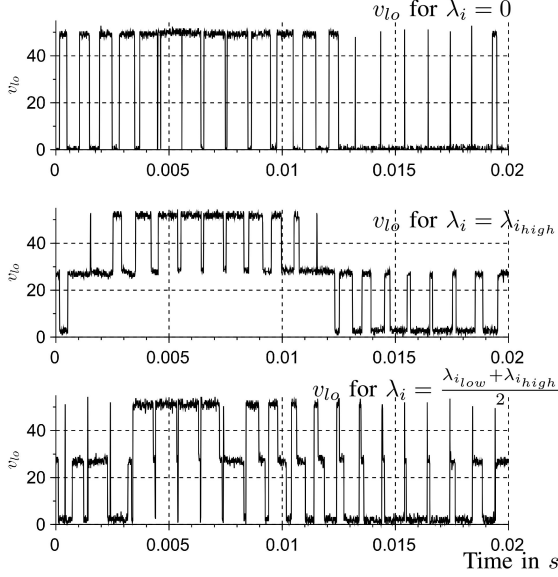 v_{lo} for λ_i = 0
v_{lo}
40
20
0
0 0.005 0.01 0.015 0.02
v_{lo} for λ_i = λ_{i_{high}}
v_{lo}
40
20
0
0 0.005 0.01 0.015 0.02
v_{lo} for λ_i = \frac{λ_{i_{low}} + λ_{i_{high}}}{2}
v_{lo}
40
20
0
0 0.005 0.01 0.015 0.02
Time in s